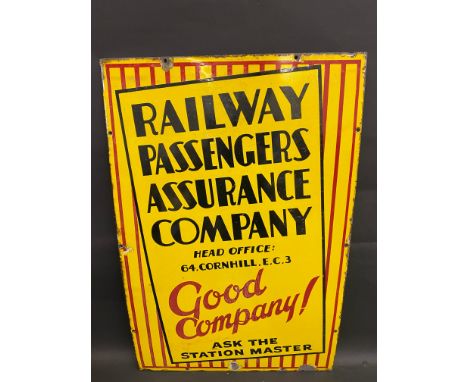 RAILWAY
PASSENGERS
ASSURANCE
COMPANY
HEAD OFFICE:
64, CORNHILL. E.C.3
Good
Company!
ASK THE
STATION MASTER